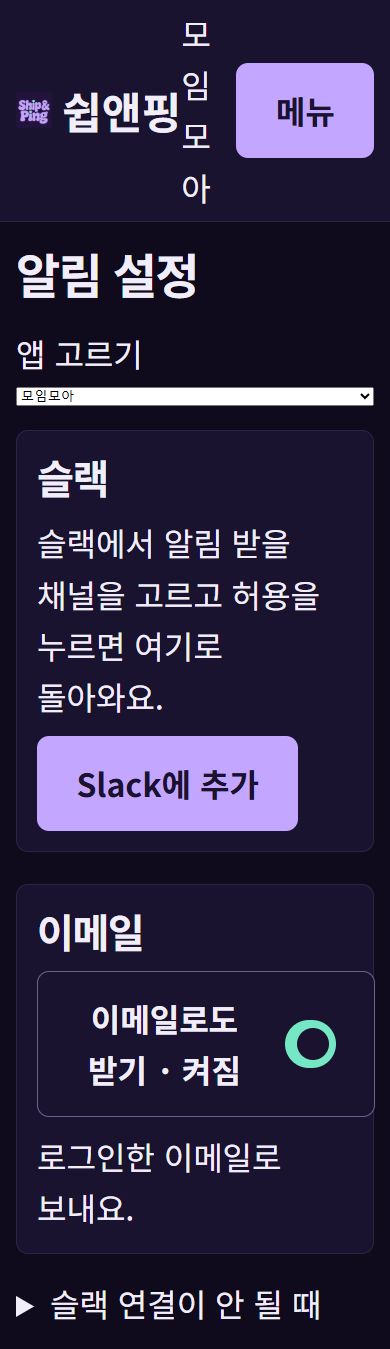 Ship&
Ping
쉽앤핑
모
임
모
아
메뉴
알림 설정
앱 고르기
모임모아
슬랙
슬랙에서 알림 받을
채널을 고르고 허용을
누르면 여기로
돌아와요.
Slack에 추가
이메일
이메일로도
받기 · 켜짐
로그인한 이메일로
보내요.
슬랙 연결이 안 될 때